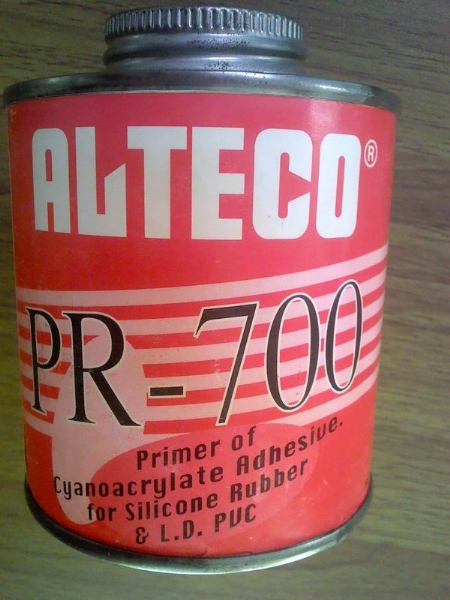 ALTECO®
PR-700
Primer of
Cyanoacrylate Adhesive.
for Silicone Rubber
& L.D. PVC